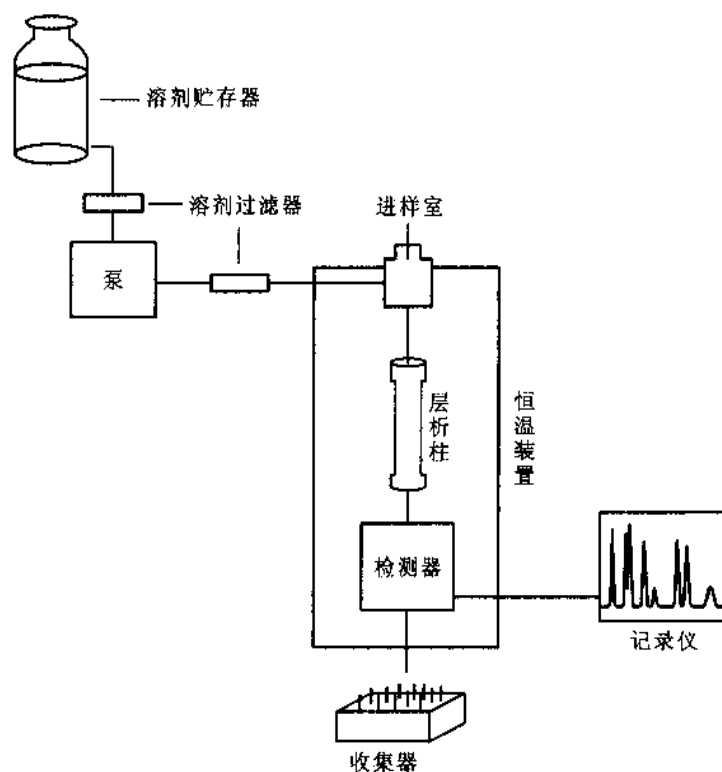 溶剂贮存器
溶剂过滤器
进样室
泵
层析柱
恒温装置
检测器
记录仪
收集器